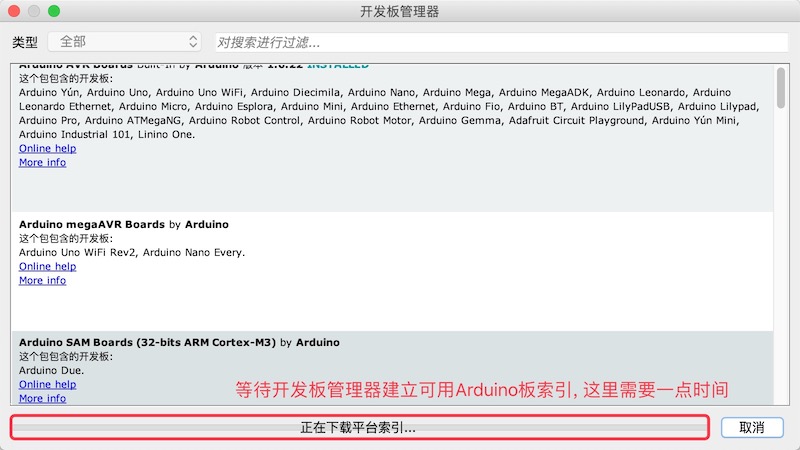 开发板管理器
类型 全部 对搜索进行过滤...
Arduino AVR Boards Built-In by Arduino 版本 1.6.22 INSTALLED
这个包包含的开发板:
Arduino Yún, Arduino Uno, Arduino Uno WiFi, Arduino Diecimila, Arduino Nano, Arduino Mega, Arduino MegaADK, Arduino Leonardo, Arduino
Leonardo Ethernet, Arduino Micro, Arduino Esplora, Arduino Mini, Arduino Ethernet, Arduino Fio, Arduino BT, Arduino LilyPadUSB, Arduino Lilypad,
Arduino Pro, Arduino ATMegaNG, Arduino Robot Control, Arduino Robot Motor, Arduino Gemma, Adafruit Circuit Playground, Arduino Yún Mini,
Arduino Industrial 101, Linino One.
Online help
More info
Arduino megaAVR Boards by Arduino
这个包包含的开发板:
Arduino Uno WiFi Rev2, Arduino Nano Every.
Online help
More info
Arduino SAM Boards (32-bits ARM Cortex-M3) by Arduino
这个包包含的开发板:
Arduino Due.
Online help
More info
等待开发板管理器建立可用Arduino板索引, 这里需要一点时间
正在下载平台索引... 取消